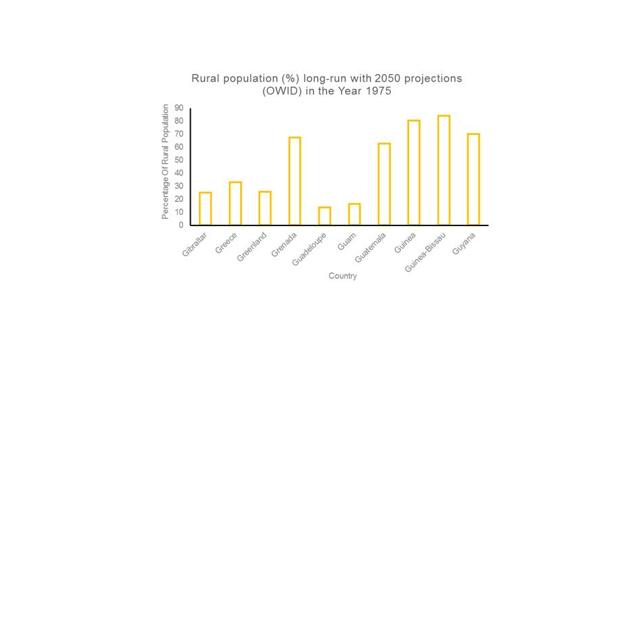 Rural population (%) long-run with 2050 projections
(OWID) in the Year 1975
Percentage Of Rural Population
90
80
70
60
50
40
30
20
10
0
Gibraltar
Greece
Greenland
Grenada
Guadeloupe
Guam
Guatemala
Guinea
Guinea-Bissau
Guyana
Country